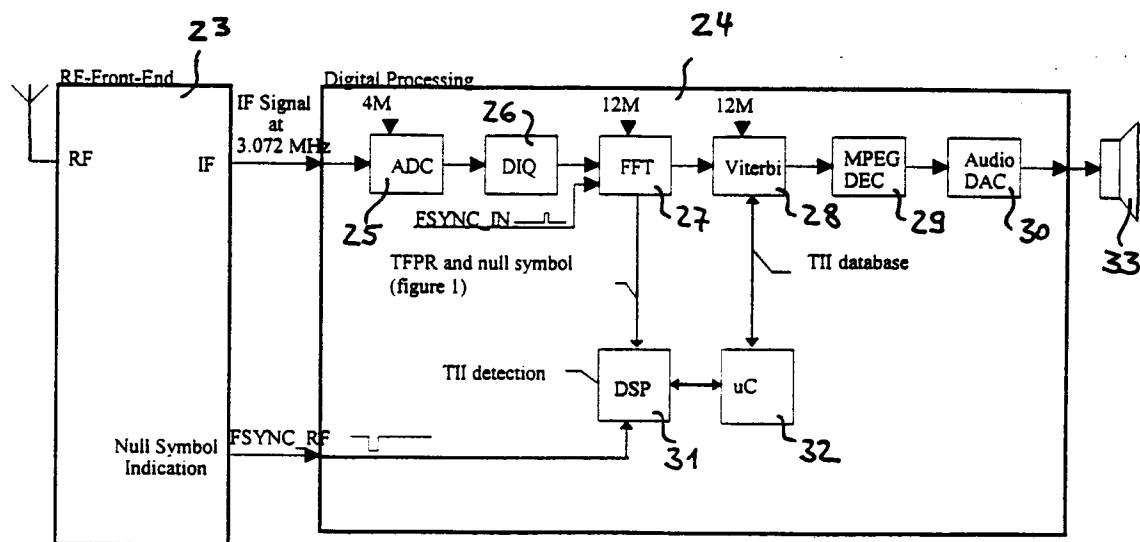 23
24
RF-Front-End
Digital Processing
IF Signal
at
3.072 MHz
4M
26
12M
12M
RF
IF
ADC
DIQ
FFT
Viterbi
MPEG
DEC
Audio
DAC
25
FSYNC_IN
27
28
29
30
33
TFPR and null symbol
(figure 1)
TII database
TII detection
DSP
uC
31
32
Null Symbol
Indication
FSYNC_RF